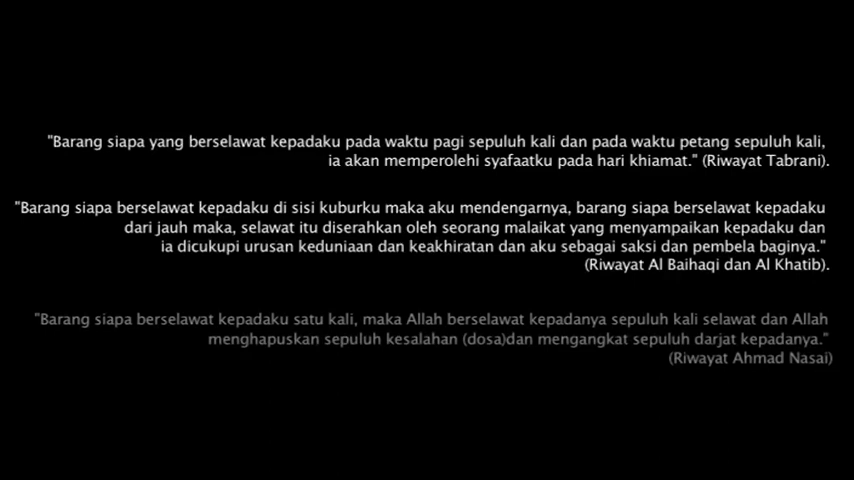 "Barang siapa yang berselawat kepadaku pada waktu pagi sepuluh kali dan pada waktu petang sepuluh kali,
ia akan memperolehi syafaatku pada hari khiamat." (Riwayat Tabrani).
"Barang siapa berselawat kepadaku di sisi kuburku maka aku mendengarnya, barang siapa berselawat kepadaku
dari jauh maka, selawat itu diserahkan oleh seorang malaikat yang menyampaikan kepadaku dan
ia dicukupi urusan keduniaan dan keakhiratan dan aku sebagai saksi dan pembela baginya."
(Riwayat Al Baihaqi dan Al Khatib).
"Barang siapa berselawat kepadaku satu kali, maka Allah berselawat kepadanya sepuluh kali selawat dan Allah
menghapuskan sepuluh kesalahan (dosa)dan mengangkat sepuluh darjat kepadanya."
(Riwayat Ahmad Nasai)